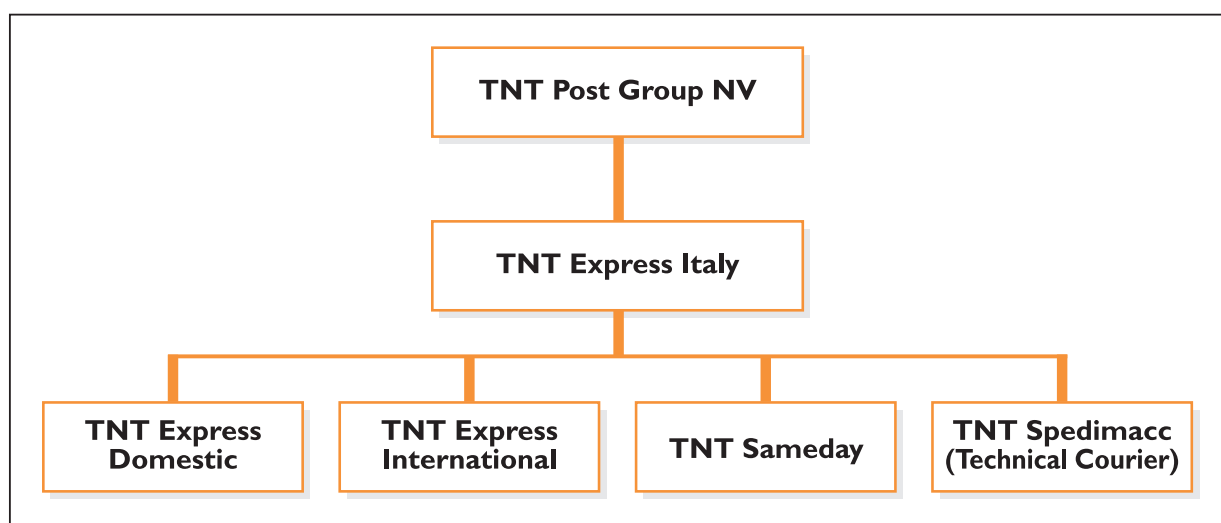 TNT Post Group NV
TNT Express Italy
TNT Express
Domestic
TNT Express
International
TNT Sameday
TNT Spedimacc
(Technical Courier)